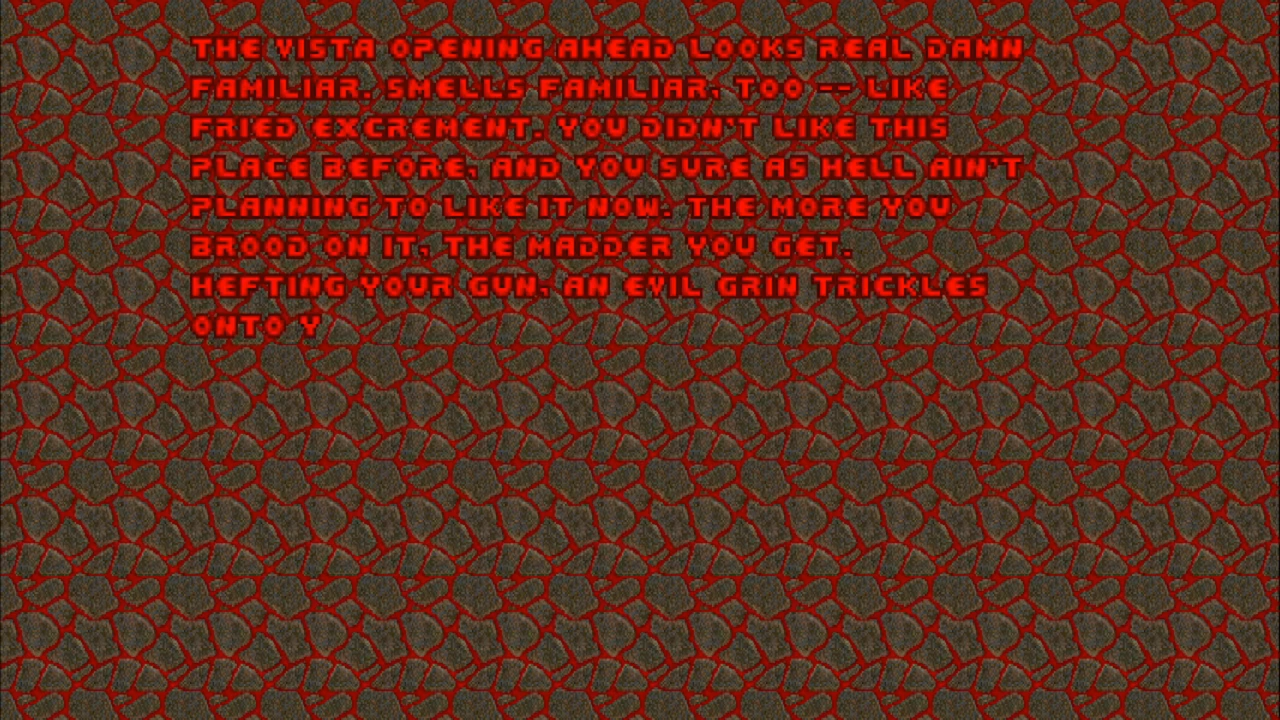 THE VISTA OPENING AHEAD LOOKS REAL DAMN
FAMILIAR. SMELLS FAMILIAR, TOO -- LIKE
FRIED EXCREMENT. YOU DIDN'T LIKE THIS
PLACE BEFORE, AND YOU SURE AS HELL AIN'T
PLANNING TO LIKE IT NOW. THE MORE YOU
BROOD ON IT, THE MADDER YOU GET.
HEFTING YOUR GUN, AN EVIL GRIN TRICKLES
ONTO Y